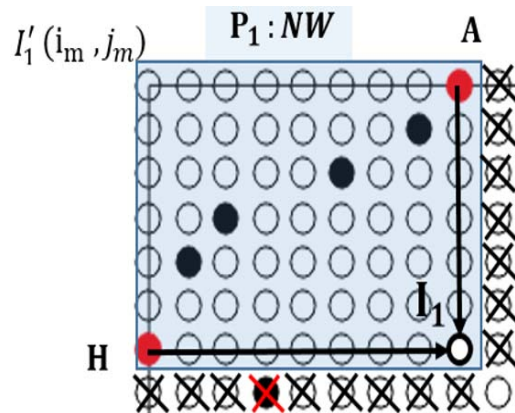 P₁ : NW
A
I′₁ (iₘ , jₘ)
I₁
H